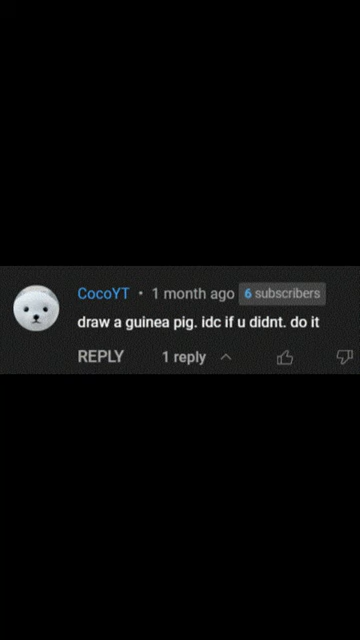 CocoYT • 1 month ago 6 subscribers
draw a guinea pig. idc if u didnt. do it
REPLY 1 reply